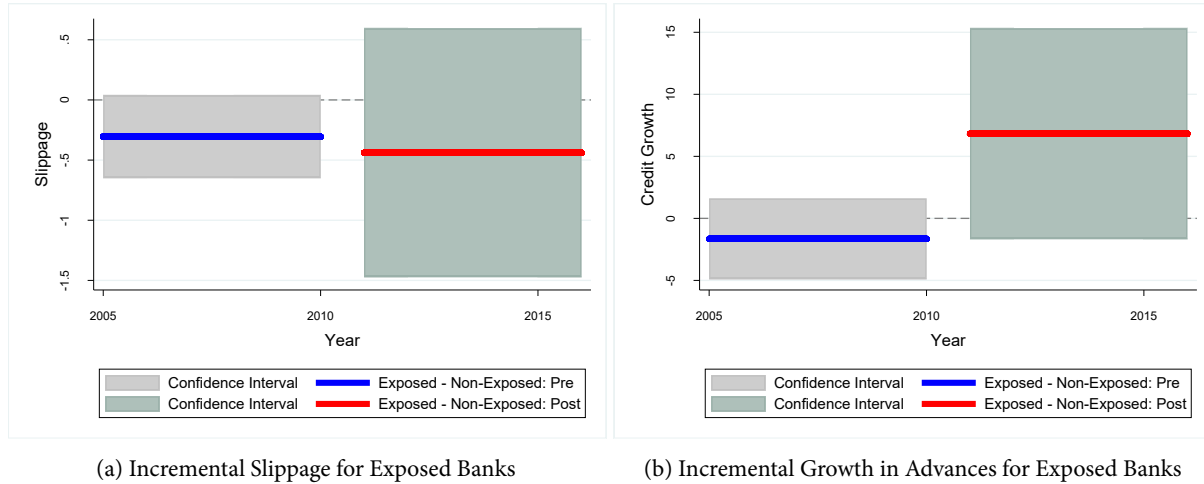 .5
0
-.5
-1
-1.5
Slippage
2005
2010
2015
Year
Confidence Interval
Exposed - Non-Exposed: Pre
Confidence Interval
Exposed - Non-Exposed: Post
(a) Incremental Slippage for Exposed Banks
15
10
5
0
-5
Credit Growth
2005
2010
2015
Year
Confidence Interval
Exposed - Non-Exposed: Pre
Confidence Interval
Exposed - Non-Exposed: Post
(b) Incremental Growth in Advances for Exposed Banks